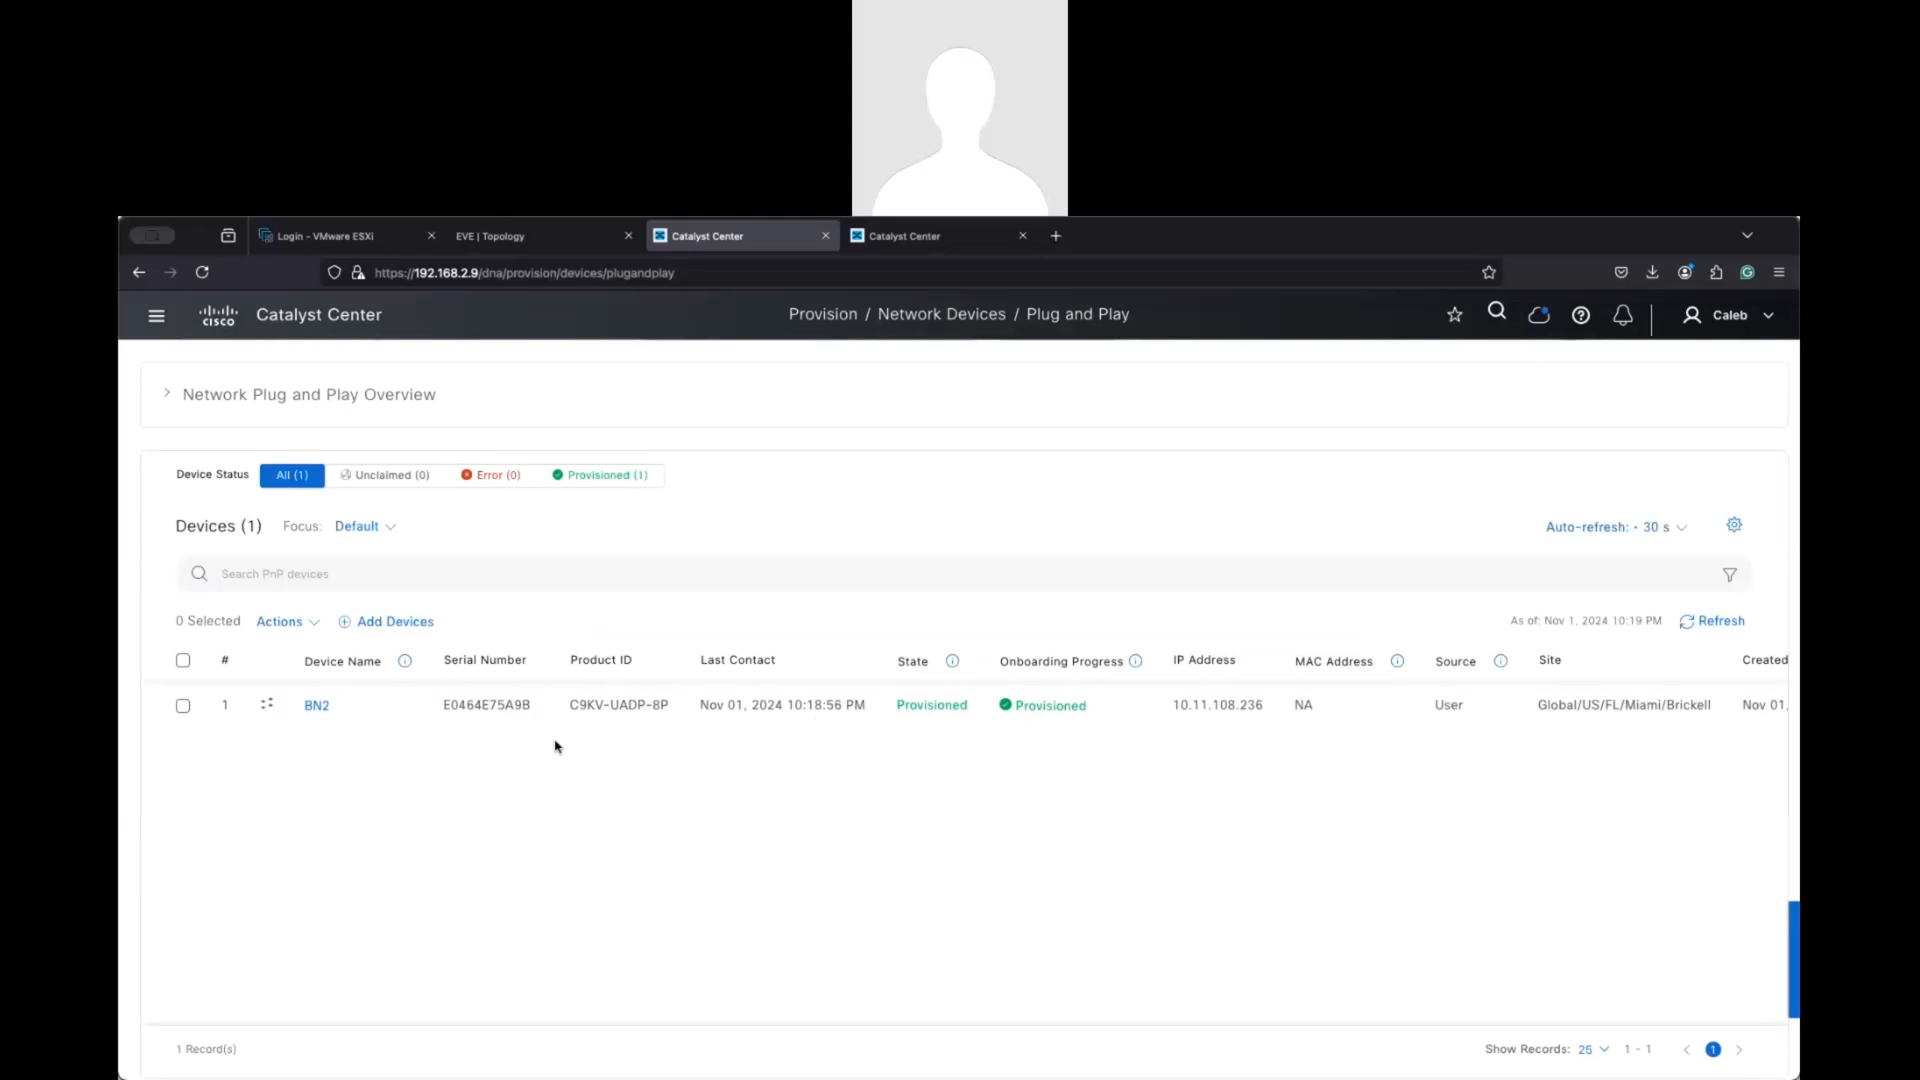 Login - VMware ESXi
EVE | Topology
Catalyst Center
Catalyst Center
https://192.168.2.9/dna/provision/devices/plugandplay
CISCO Catalyst Center
Provision / Network Devices / Plug and Play
Caleb
Network Plug and Play Overview
Device Status All (1) Unclaimed (0) Error (0) Provisioned (1)
Devices (1) Focus: Default
Auto-refresh: • 30 s
Search PnP devices
0 Selected Actions Add Devices
As of: Nov 1, 2024 10:19 PM Refresh
# Device Name Serial Number Product ID Last Contact State Onboarding Progress IP Address MAC Address Source Site Created
1 BN2 E0464E75A9B C9KV-UADP-8P Nov 01, 2024 10:18:56 PM Provisioned Provisioned 10.11.108.236 NA User Global/US/FL/Miami/Brickell Nov 01,
1 Record(s)
Show Records: 25 1 - 1 1